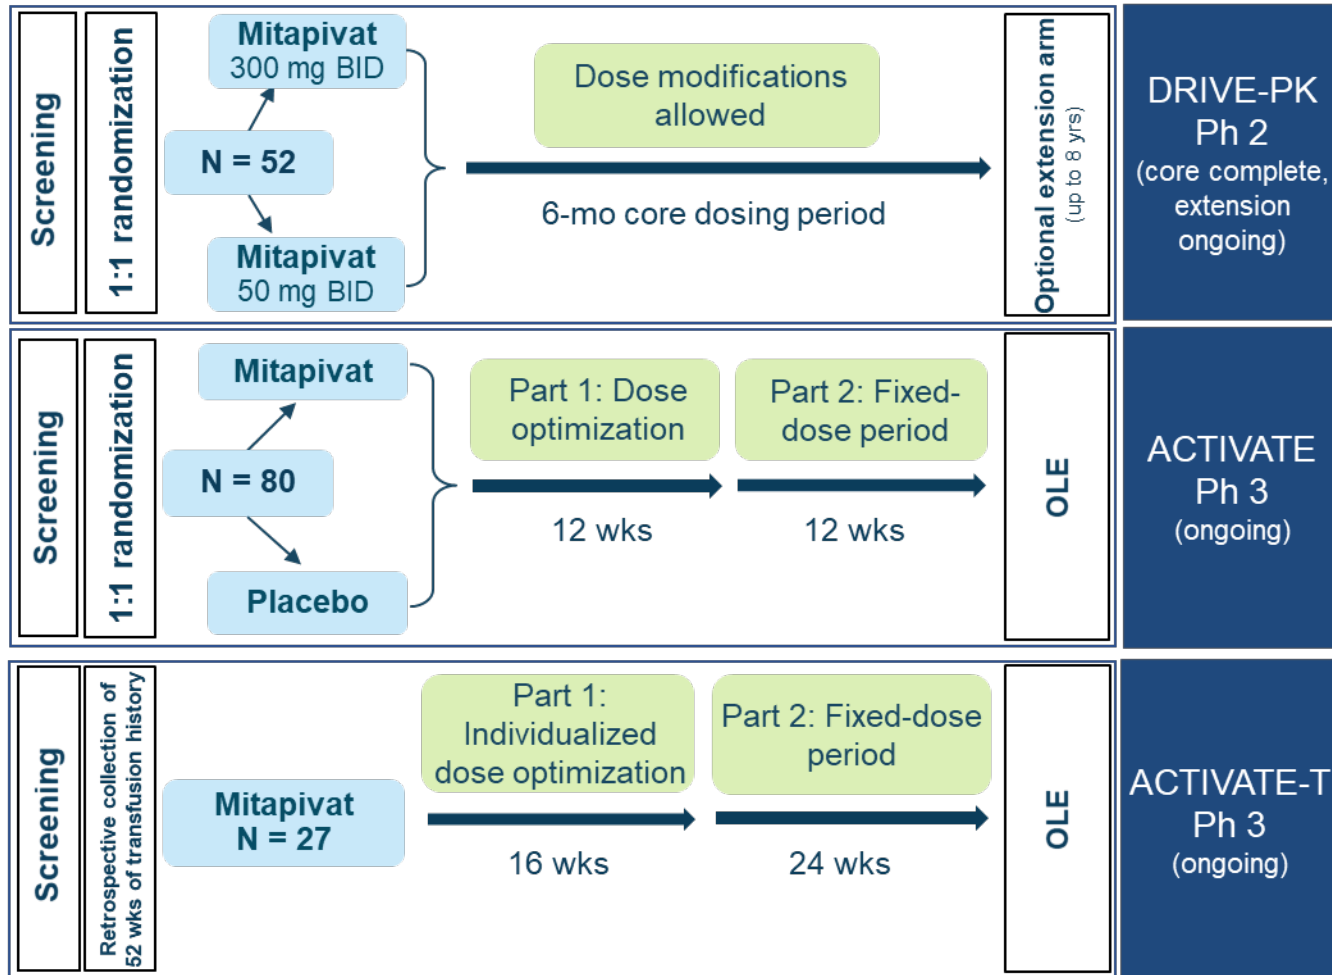 Screening
1:1 randomization
Mitapivat
300 mg BID
N = 52
Mitapivat
50 mg BID
Dose modifications
allowed
6-mo core dosing period
Optional extension arm
(up to 8 yrs)
DRIVE-PK
Ph 2
(core complete,
extension
ongoing)
Screening
1:1 randomization
Mitapivat
N = 80
Placebo
Part 1: Dose
optimization
12 wks
Part 2: Fixed-
dose period
12 wks
OLE
ACTIVATE
Ph 3
(ongoing)
Screening
Retrospective collection of
52 wks of transfusion history
Mitapivat
N = 27
Part 1:
Individualized
dose optimization
16 wks
Part 2: Fixed-dose
period
24 wks
OLE
ACTIVATE-T
Ph 3
(ongoing)